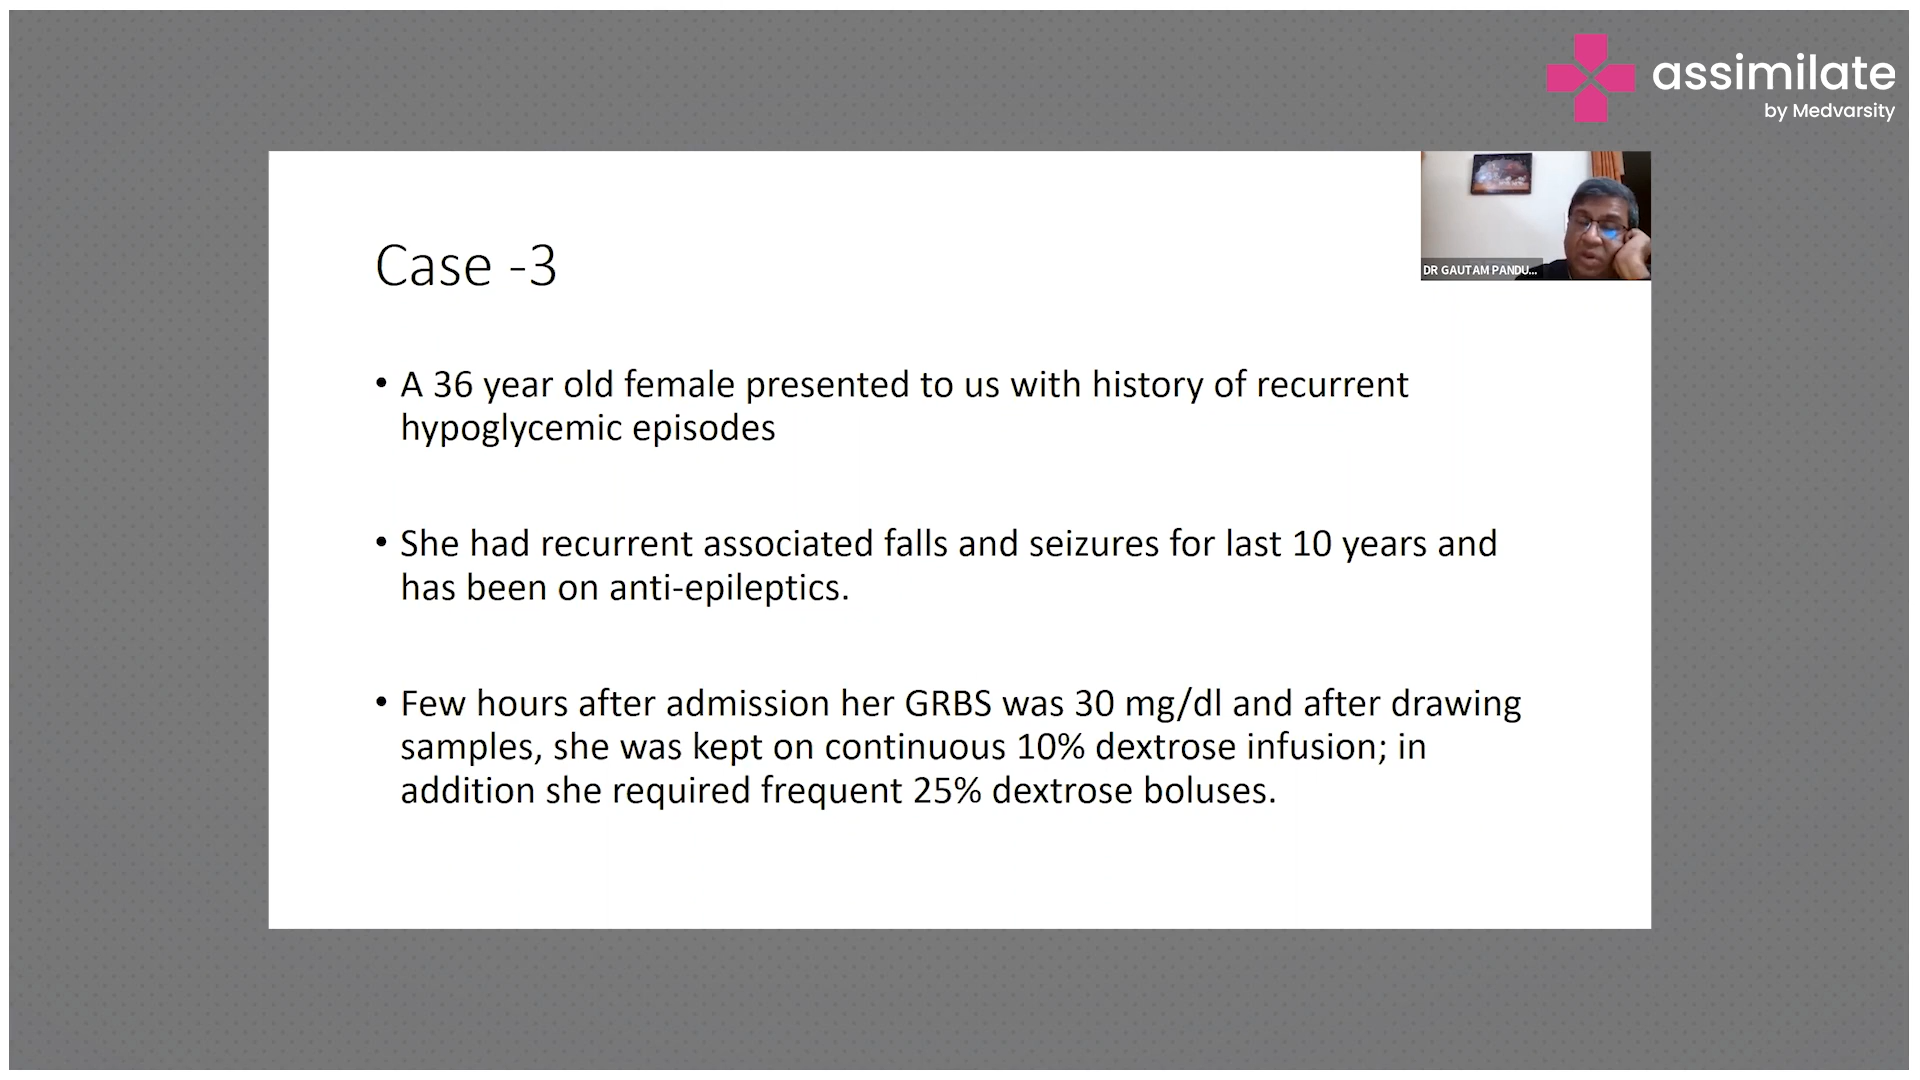 assimilate
by Medvarsity
DR GAUTAM PANDU...
Case -3
• A 36 year old female presented to us with history of recurrent
hypoglycemic episodes
• She had recurrent associated falls and seizures for last 10 years and
has been on anti-epileptics.
• Few hours after admission her GRBS was 30 mg/dl and after drawing
samples, she was kept on continuous 10% dextrose infusion; in
addition she required frequent 25% dextrose boluses.